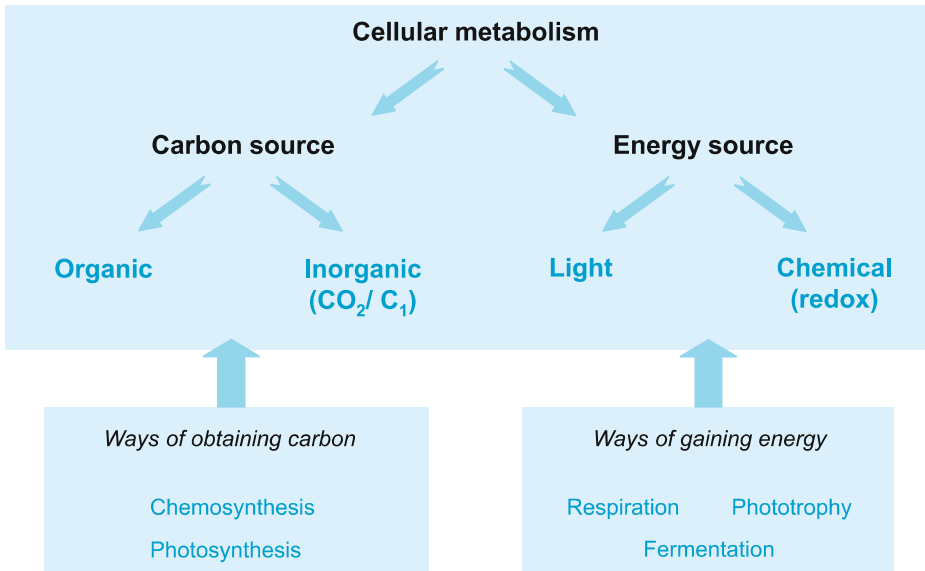 Cellular metabolism
Carbon source
Energy source
Organic
Inorganic
(CO₂/ C₁)
Light
Chemical
(redox)
Ways of obtaining carbon
Chemosynthesis
Photosynthesis
Ways of gaining energy
Respiration
Phototrophy
Fermentation